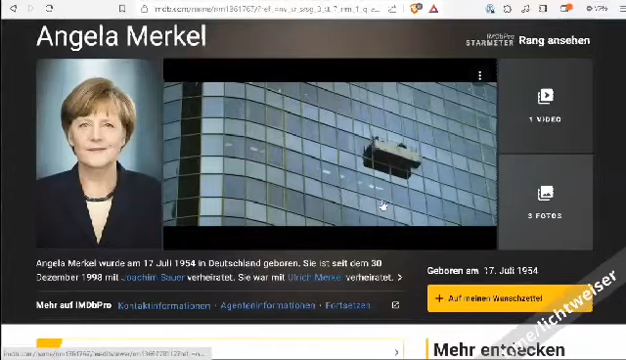 Angela Merkel
IMDbPro
STARMETER
Rang ansehen
1 VIDEO
3 FOTOS
Angela Merkel wurde am 17 Juli 1954 in Deutschland geboren. Sie ist seit dem 30
Dezember 1998 mit Joachim Sauer verheiratet. Sie war mit Ulrich Merkel verheiratet.
Geboren am 17. Juli 1954
+ Auf meinen Wunschzettel
Mehr auf IMDbPro Kontaktinformationen Agenteninformationen Fortsetzen
Mehr entdecken